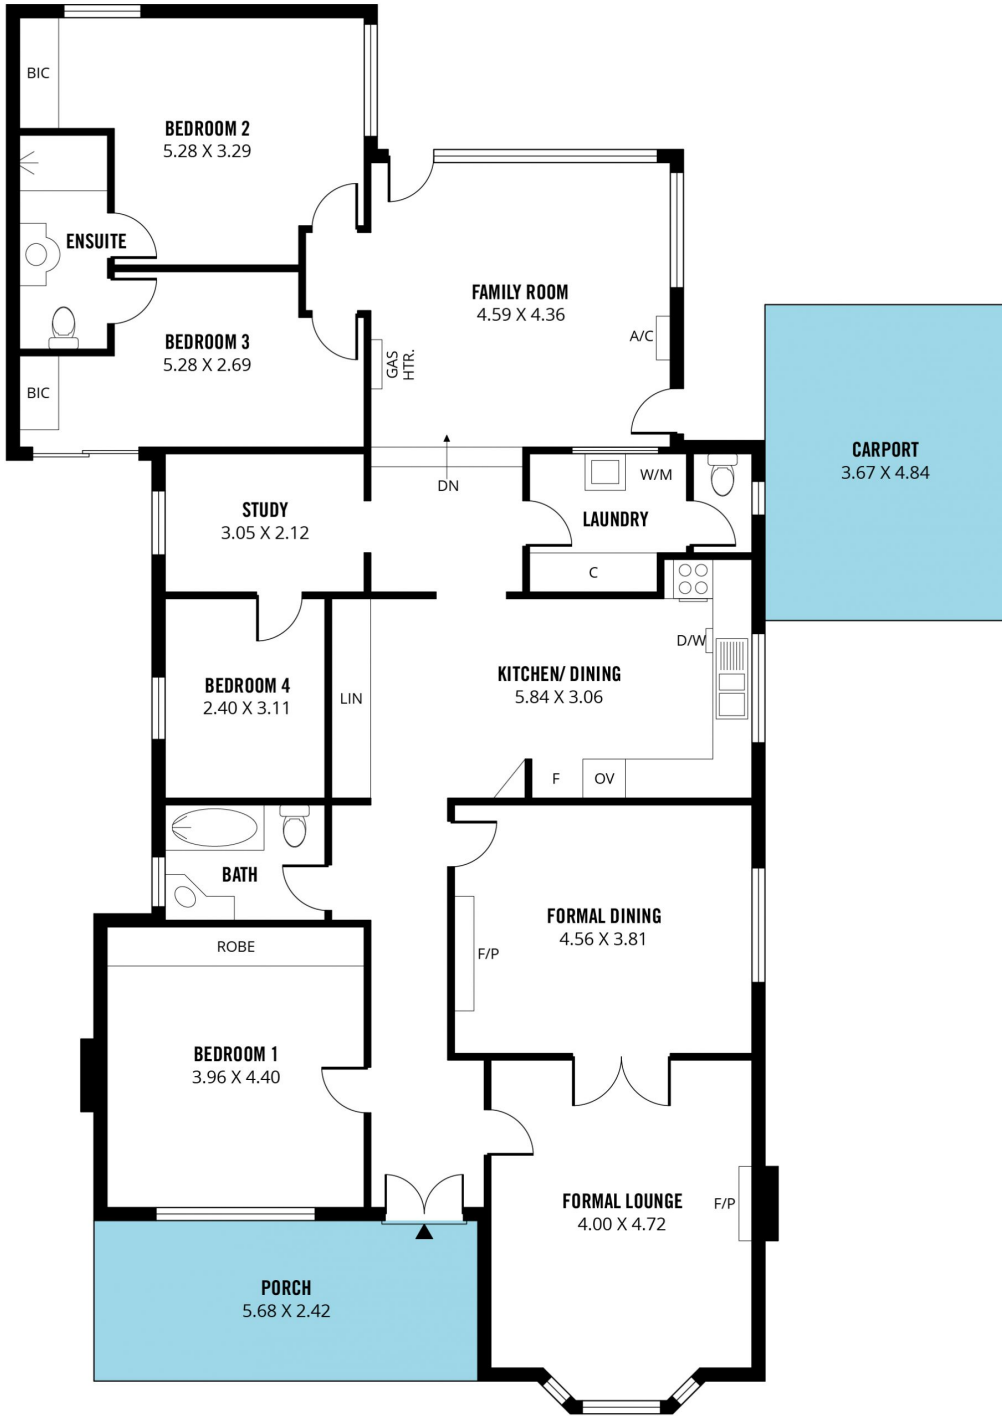 BIC
BEDROOM 2
5.28 X 3.29
ENSUITE
FAMILY ROOM
4.59 X 4.36
A/C
BEDROOM 3
5.28 X 2.69
GAS
HTR.
BIC
CARPORT
3.67 X 4.84
DN
W/M
STUDY
3.05 X 2.12
LAUNDRY
C
D/W
KITCHEN/ DINING
5.84 X 3.06
BEDROOM 4
2.40 X 3.11
LIN
F
OV
BATH
FORMAL DINING
4.56 X 3.81
F/P
ROBE
BEDROOM 1
3.96 X 4.40
FORMAL LOUNGE
4.00 X 4.72
F/P
PORCH
5.68 X 2.42